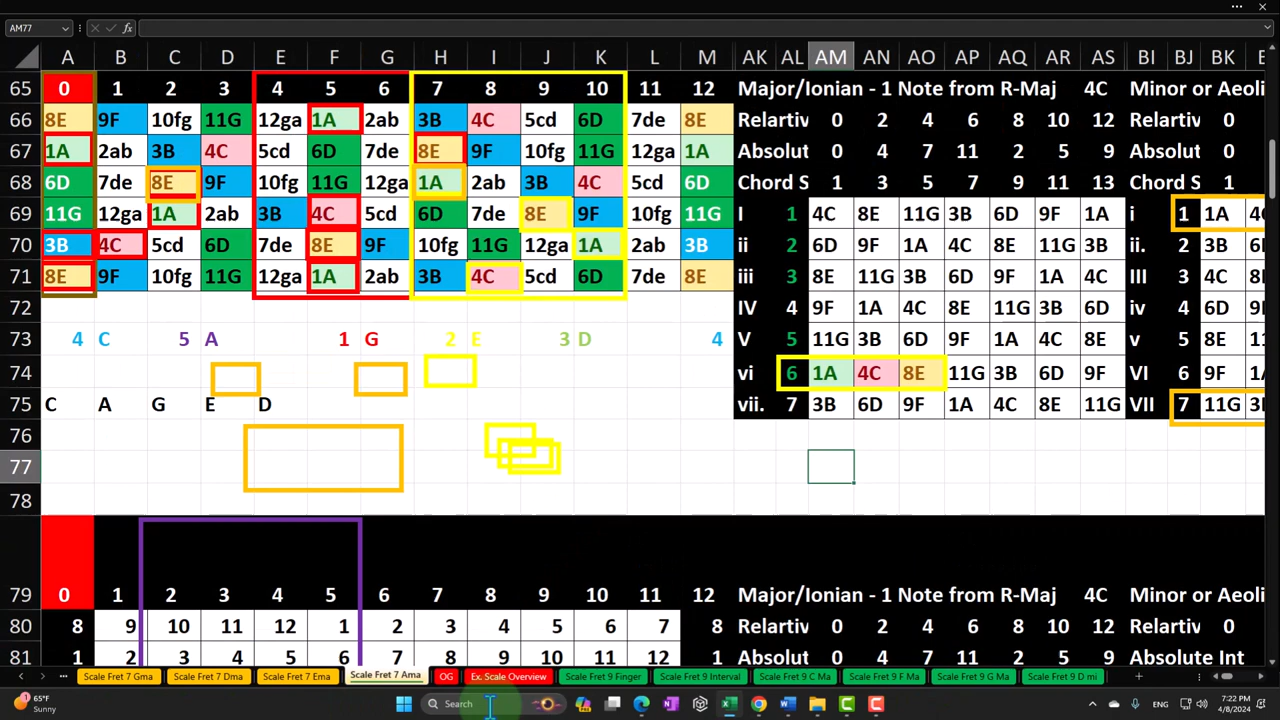 AM77
fx
A B C D E F G H I J K L M AK AL AM AN AO AP AQ AR AS BI BJ BK E
65 0 1 2 3 4 5 6 7 8 9 10 11 12 Major/Ionian - 1 Note from R-Maj 4C Minor or Aeoli
66 8E 9F 10fg 11G 12ga 1A 2ab 3B 4C 5cd 6D 7de 8E Relartiv 0 2 4 6 8 10 12 Relartiv 0
67 1A 2ab 3B 4C 5cd 6D 7de 8E 9F 10fg 11G 12ga 1A Absolut 0 4 7 11 2 5 9 Absolut 0
68 6D 7de 8E 9F 10fg 11G 12ga 1A 2ab 3B 4C 5cd 6D Chord S 1 3 5 7 9 11 13 Chord S 1
69 11G 12ga 1A 2ab 3B 4C 5cd 6D 7de 8E 9F 10fg 11G I 1 4C 8E 11G 3B 6D 9F 1A i 1 1A 4C
70 3B 4C 5cd 6D 7de 8E 9F 10fg 11G 12ga 1A 2ab 3B ii 2 6D 9F 1A 4C 8E 11G 3B ii. 2 3B 6D
71 8E 9F 10fg 11G 12ga 1A 2ab 3B 4C 5cd 6D 7de 8E iii 3 8E 11G 3B 6D 9F 1A 4C III 3 4C 8E
72 IV 4 9F 1A 4C 8E 11G 3B 6D iv 4 6D 9F
73 4 C 5 A 1 G 2 E 3 D 4 V 5 11G 3B 6D 9F 1A 4C 8E v 5 8E 11
74 vi 6 1A 4C 8E 11G 3B 6D 9F VI 6 9F 1A
75 C A G E D vii. 7 3B 6D 9F 1A 4C 8E 11G VII 7 11G 3B
76
77
78
79 0 1 2 3 4 5 6 7 8 9 10 11 12 Major/Ionian - 1 Note from R-Maj 4C Minor or Aeoli
80 8 9 10 11 12 1 2 3 4 5 6 7 8 Relartiv 0 2 4 6 8 10 12 Relartiv 0
81 1 2 3 4 5 6 7 8 9 10 11 12 1 Absolut 0 4 7 11 2 5 9 Absolute Int
Scale Fret 7 Gma Scale Fret 7 Dma Scale Fret 7 Ema Scale Fret 7 Ama OG Ex. Scale Overview Scale Fret 9 Finger Scale Fret 9 Interval Scale Fret 9 C Ma Scale Fret 9 F Ma Scale Fret 9 G Ma Scale Fret 9 D mi
65°F
Sunny
Search
7:22 PM
4/8/2024